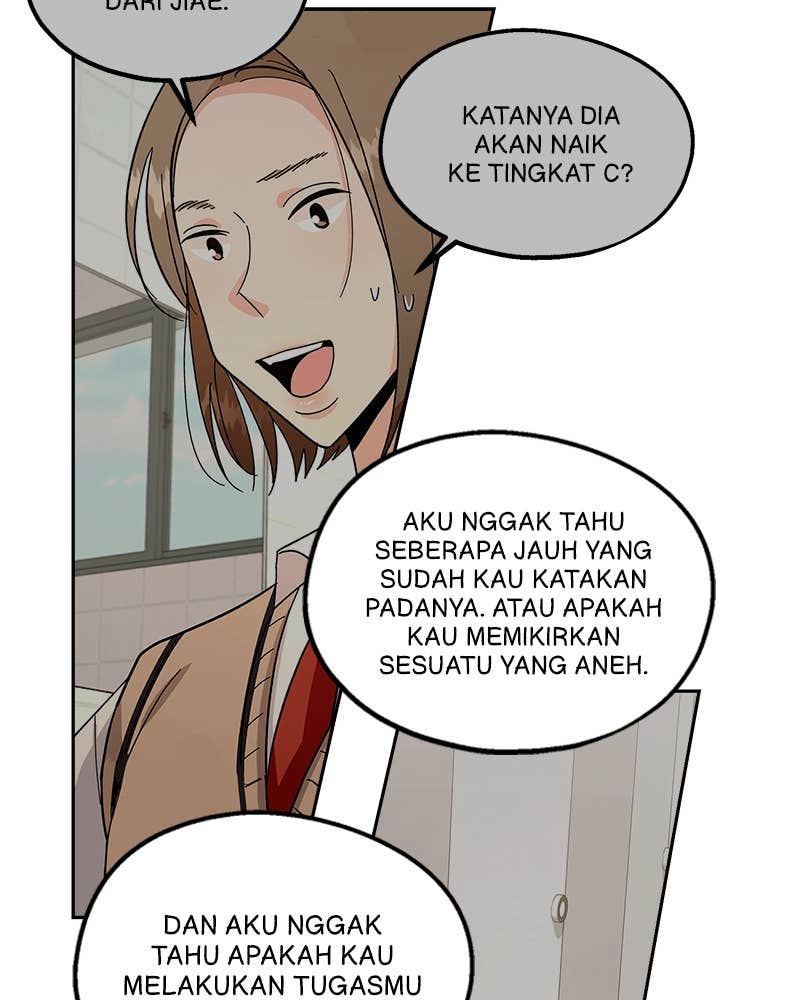 DARI JIAE.
KATANYA DIA
AKAN NAIK
KE TINGKAT C?
AKU NGGAK TAHU
SEBERAPA JAUH YANG
SUDAH KAU KATAKAN
PADANYA. ATAU APAKAH
KAU MEMIKIRKAN
SESUATU YANG ANEH.
DAN AKU NGGAK
TAHU APAKAH KAU
MELAKUKAN TUGASMU